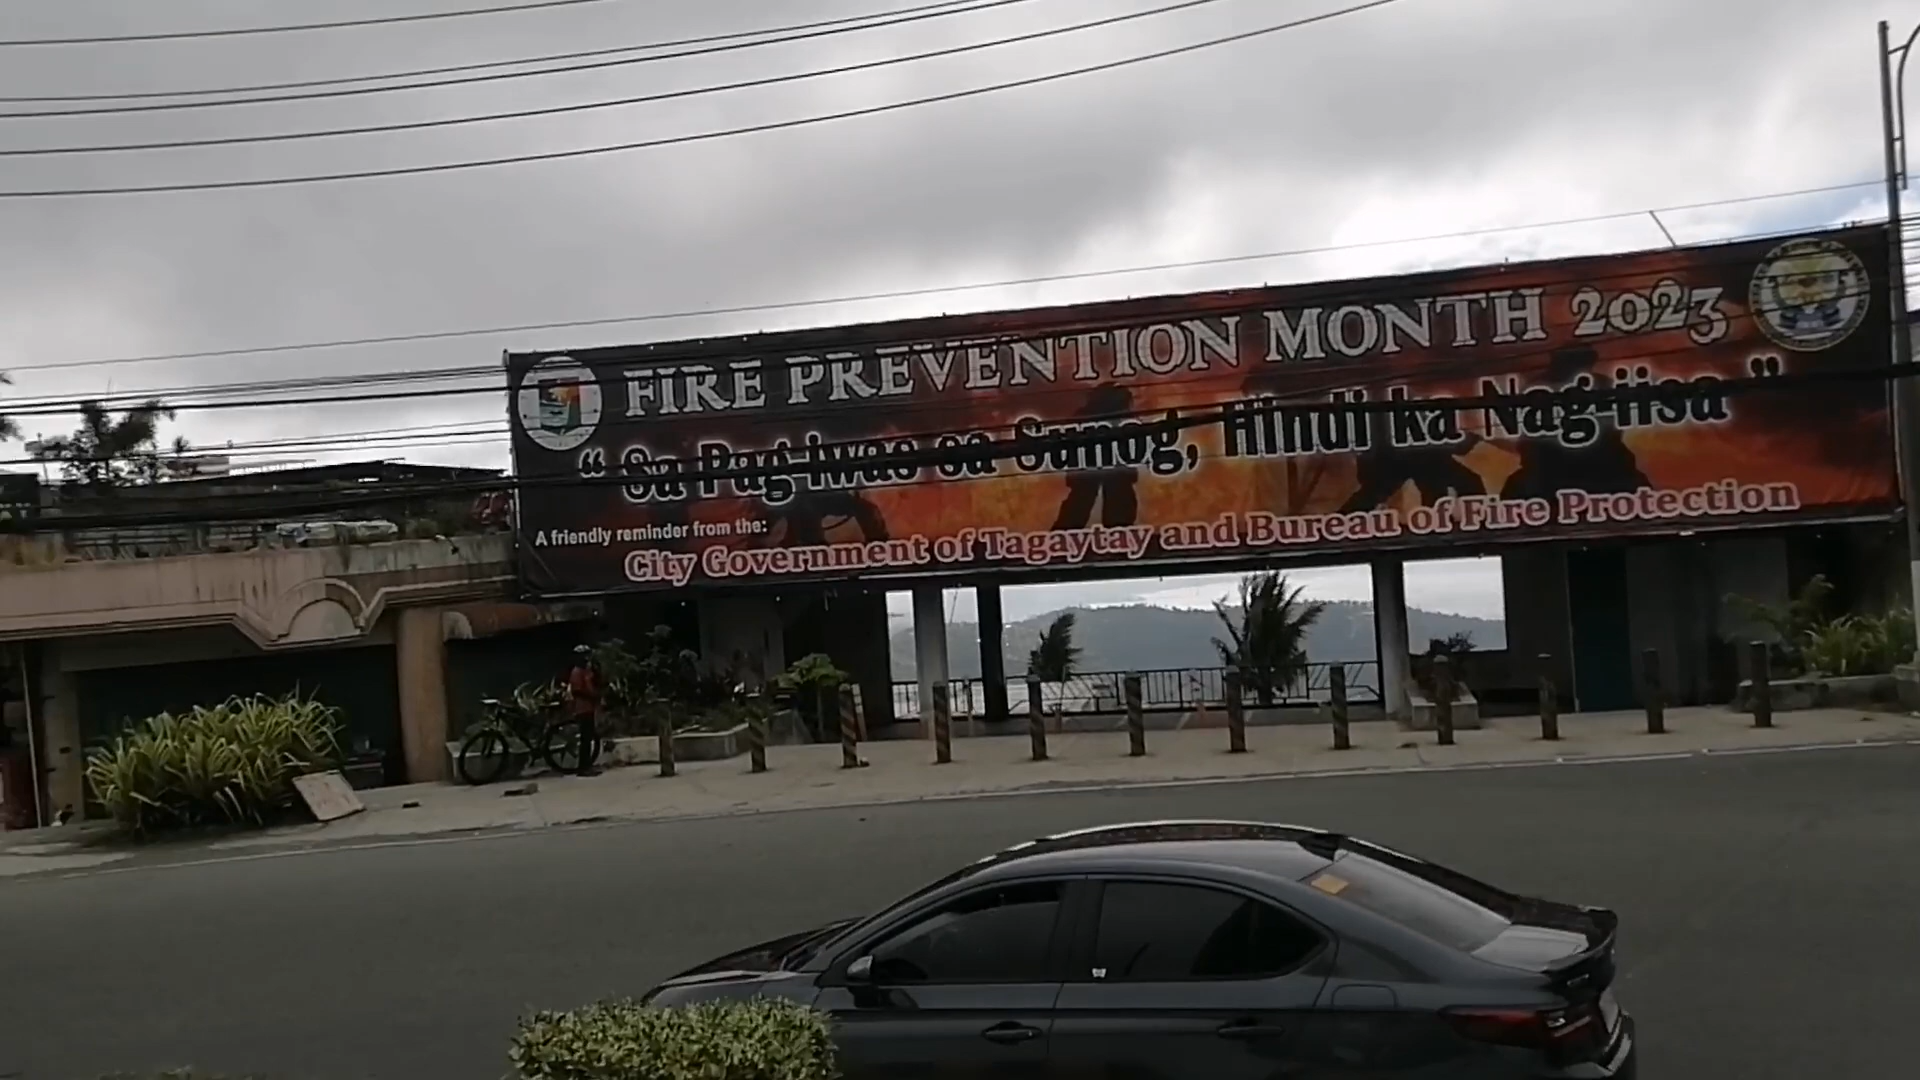 FIRE PREVENTION MONTH 2023
“ Sa Pag-iwas sa Sunog, Hindi ka Nag-iisa ”
A friendly reminder from the:
City Government of Tagaytay and Bureau of Fire Protection